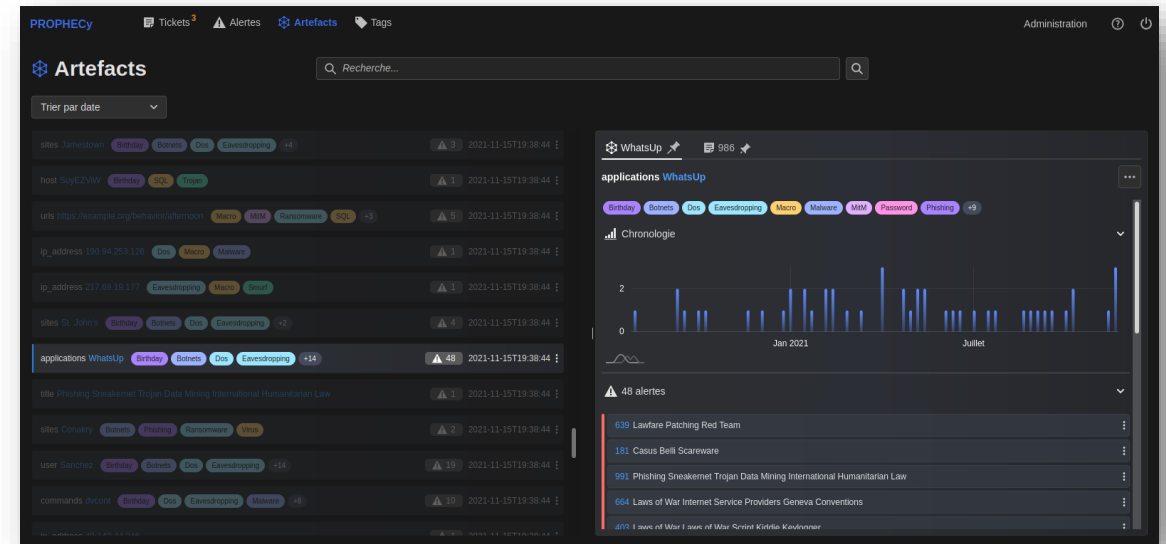 PROPHECy Tickets 3 Alertes Artefacts Tags Administration
Artefacts
Recherche...
Trier par date
sites Jamestown Birthday Botnets Dos Eavesdropping +4 3 2021-11-15T19:38:44
host Birthday SQL Trojan 1 2021-11-15T19:38:44
urls https://example.org/behavior/afternoon Macro MitM Ransomware SQL +3 5 2021-11-15T19:38:44
ip_address 190.94.253.126 Dos Macro Malware 1 2021-11-15T19:38:44
ip_address 217.69.19.177 Eavesdropping Macro Smurf 1 2021-11-15T19:38:44
sites St. John's Birthday Botnets Dos Eavesdropping +2 4 2021-11-15T19:38:44
applications WhatsUp Birthday Botnets Dos Eavesdropping +14 48 2021-11-15T19:38:44
title Phishing Sneakernet Trojan Data Mining International Humanitarian Law 2021-11-15T19:38:44
sites Conakry Botnets Phishing Ransomware Virus 2 2021-11-15T19:38:44
user Sanchez Birthday Botnets Dos Eavesdropping +14 19 2021-11-15T19:38:44
commands dvcont Birthday Dos Eavesdropping Malware +8 10 2021-11-15T19:38:44
ip_address 1 2021-11-15T19:38:44
WhatsUp 986
applications WhatsUp
Birthday Botnets Dos Eavesdropping Macro Malware MitM Password Phishing +9
Chronologie
2
0
Jan 2021 Juillet
48 alertes
639 Lawfare Patching Red Team
181 Casus Belli Scareware
991 Phishing Sneakernet Trojan Data Mining International Humanitarian Law
664 Laws of War Internet Service Providers Geneva Conventions
403 Laws of War Laws of War Script Kiddie Keylogger